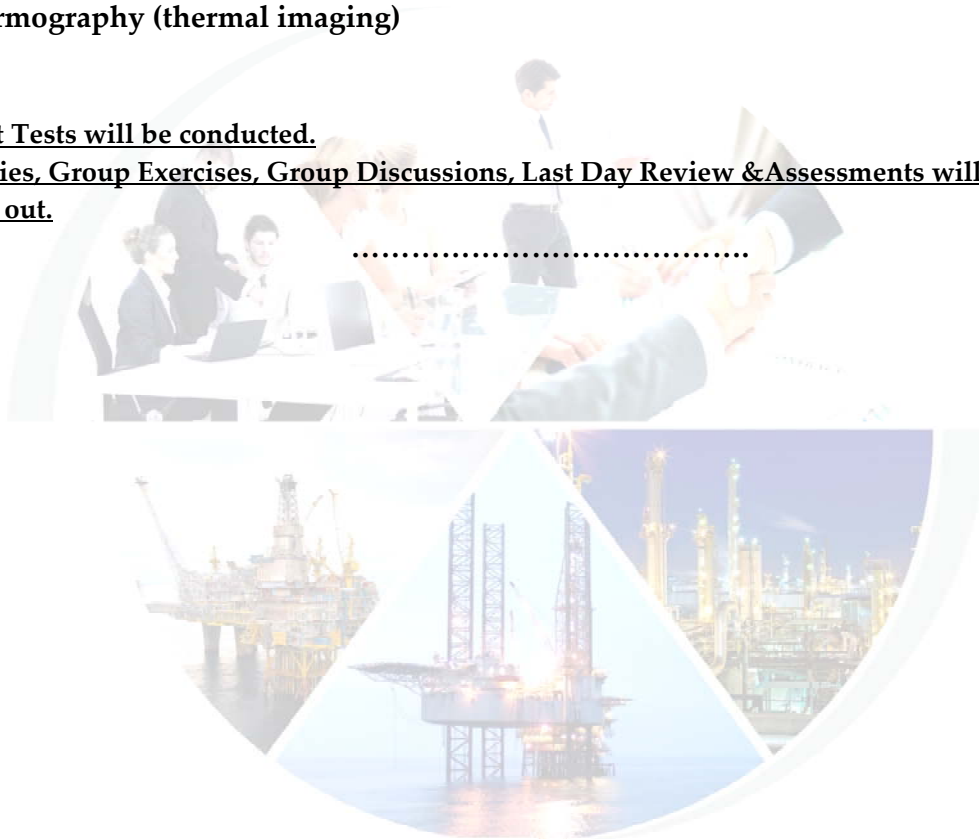 rmography (thermal imaging)
t Tests will be conducted.
ies, Group Exercises, Group Discussions, Last Day Review &Assessments will
out.
……………………………………..